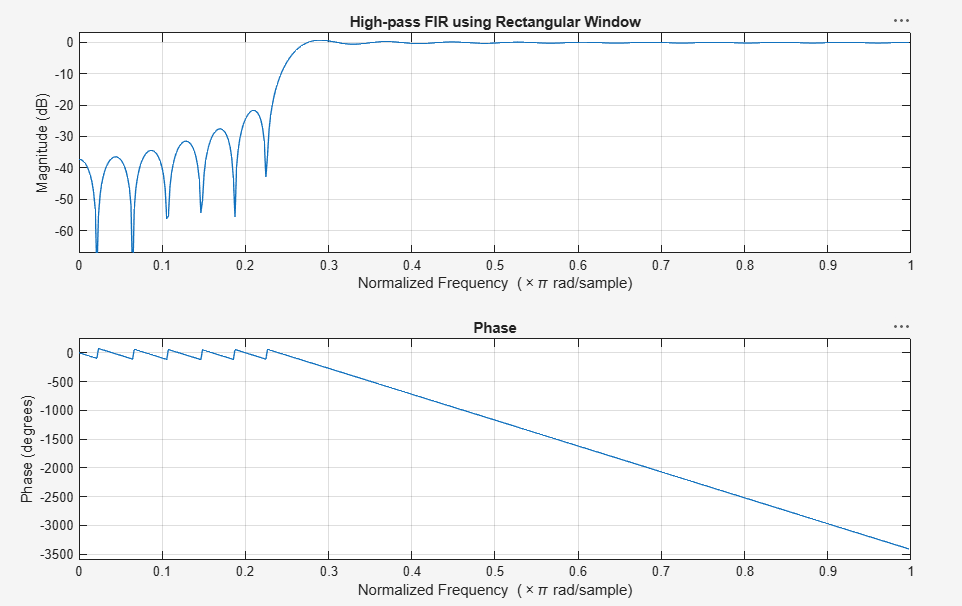 High-pass FIR using Rectangular Window
0
-10
-20
-30
-40
-50
-60
Magnitude (dB)
0 0.1 0.2 0.3 0.4 0.5 0.6 0.7 0.8 0.9 1
Normalized Frequency (× π rad/sample)
Phase
0
-500
-1000
-1500
-2000
-2500
-3000
-3500
Phase (degrees)
0 0.1 0.2 0.3 0.4 0.5 0.6 0.7 0.8 0.9 1
Normalized Frequency (× π rad/sample)